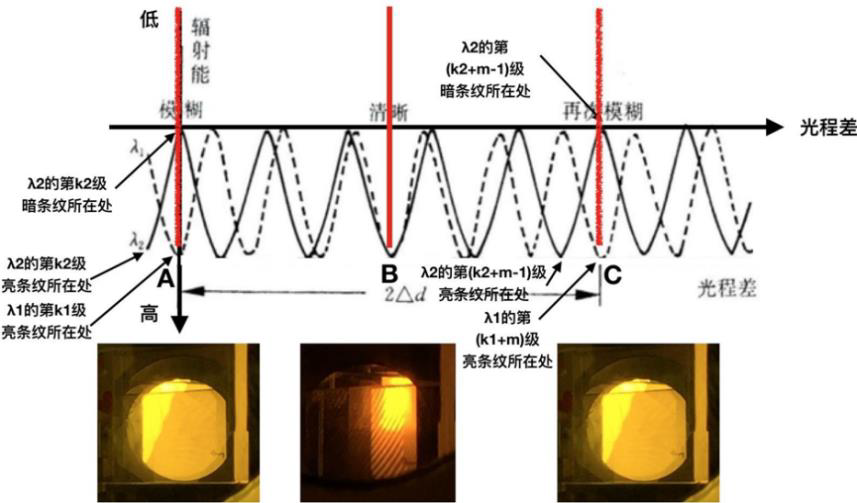 低
辐
射
能
λ2的第
(k2+m-1)级
暗条纹所在处
模糊
清晰
再次模糊
光程差
λ₁
λ2的第k2级
暗条纹所在处
λ₂
λ2的第k2级
亮条纹所在处
A
B
C
λ2的第(k2+m-1)级
亮条纹所在处
2△d
光程差
λ1的第k1级
亮条纹所在处
高
λ1的第
(k1+m)级
亮条纹所在处